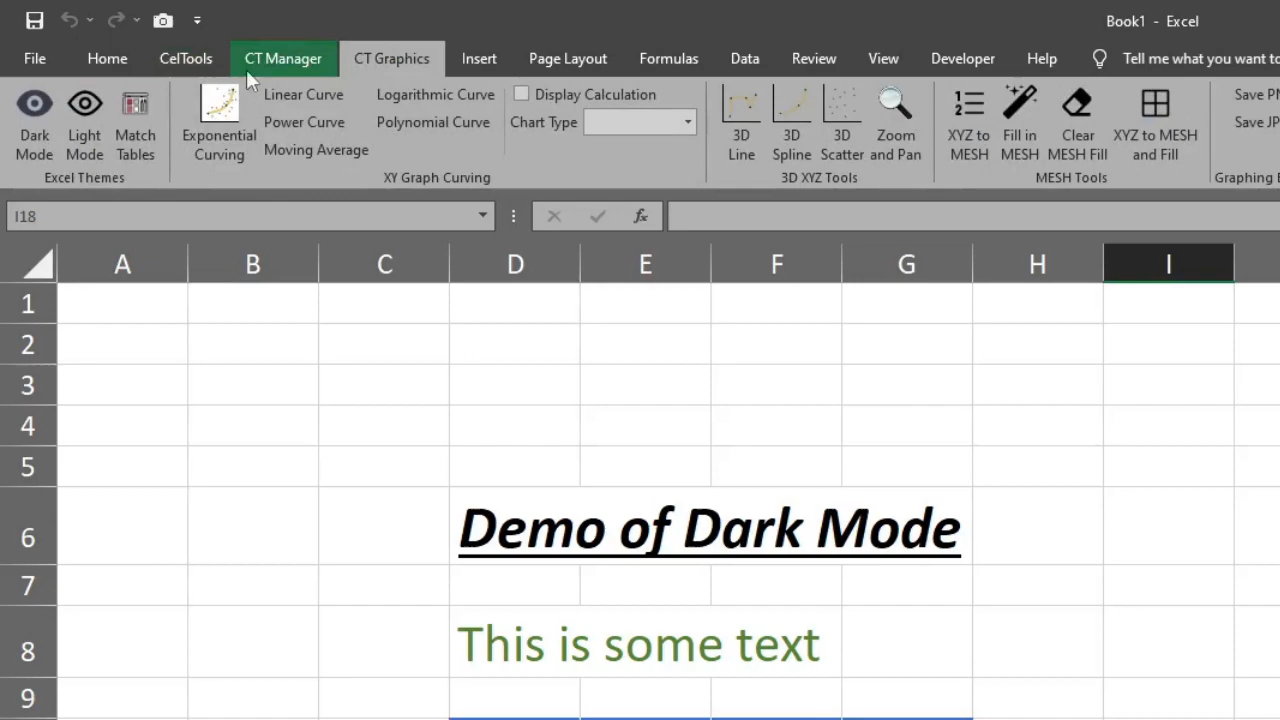 Book1 - Excel
File Home CelTools CT Manager CT Graphics Insert Page Layout Formulas Data Review View Developer Help Tell me what you want to
Dark Mode
Light Mode
Match Tables
Excel Themes
Exponential Curving
Linear Curve
Power Curve
Moving Average
Logarithmic Curve
Polynomial Curve
Display Calculation
Chart Type
XY Graph Curving
3D Line
3D Spline
3D Scatter
Zoom and Pan
3D XYZ Tools
XYZ to MESH
Fill in MESH
Clear MESH Fill
XYZ to MESH and Fill
MESH Tools
Save
Save
Graphing
I18
fx
A B C D E F G H I
1
2
3
4
5
6 Demo of Dark Mode
7
8 This is some text
9